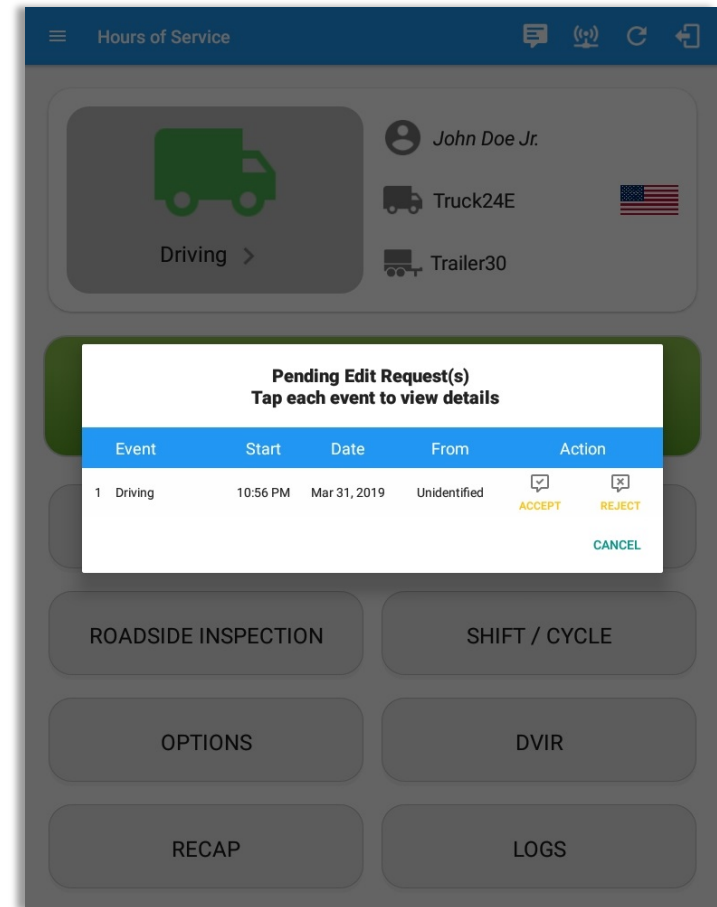 Hours of Service
John Doe Jr.
Truck24E
Driving
Trailer30
Pending Edit Request(s)
Tap each event to view details
Event Start Date From Action
1 Driving 10:56 PM Mar 31, 2019 Unidentified
ACCEPT REJECT
CANCEL
ROADSIDE INSPECTION SHIFT / CYCLE
OPTIONS DVIR
RECAP LOGS